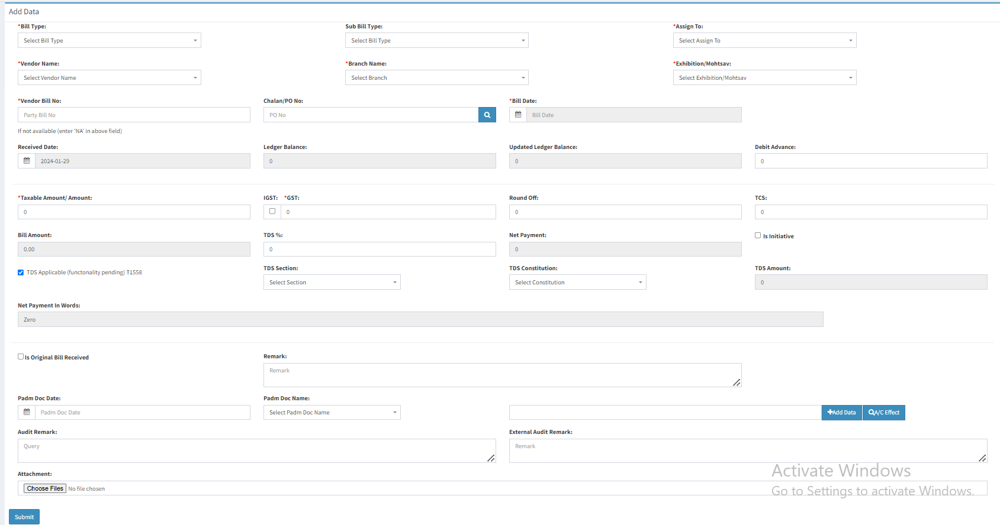 Add Data
*Bill Type: Sub Bill Type: *Assign To:
Select Bill Type Select Bill Type Select Assign To
*Vendor Name: *Branch Name: *Exhibition/Mohtsav:
Select Vendor Name Select Branch Select Exhibition/Mohtsav
*Vendor Bill No: Chalan/PO No: *Bill Date:
Party Bill No PO No Bill Date
If not available (enter 'NA' in above field)
Received Date: Ledger Balance: Updated Ledger Balance: Debit Advance:
2024-01-29 0 0 0
*Taxable Amount/ Amount: IGST: *GST: Round Off: TCS:
0 0 0 0
Bill Amount: TDS %: Net Payment: Is Initiative
0.00 0 0
TDS Section: TDS Constitution: TDS Amount:
TDS Applicable (functonality pending) T1558
Select Section Select Constitution 0
Net Payment In Words:
Zero
Is Original Bill Received Remark:
Remark
Padm Doc Date: Padm Doc Name:
Padm Doc Date Select Padm Doc Name Add Data A/C Effect
Audit Remark: External Audit Remark:
Query Remark
Attachment:
Choose Files No file chosen
Activate Windows
Go to Settings to activate Windows.
Submit